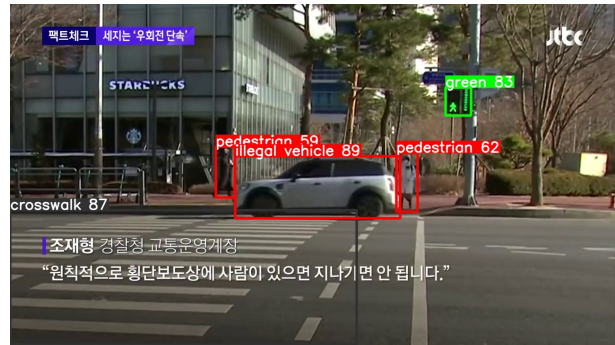 팩트체크 세지는 '우회전 단속'
jtbc
STARBUCKS
green 83
pedestrian 59
illegal vehicle 89
pedestrian 62
crosswalk 87
조재형 경찰청 교통운영계장
“원칙적으로 횡단보도상에 사람이 있으면 지나가면 안 됩니다.”